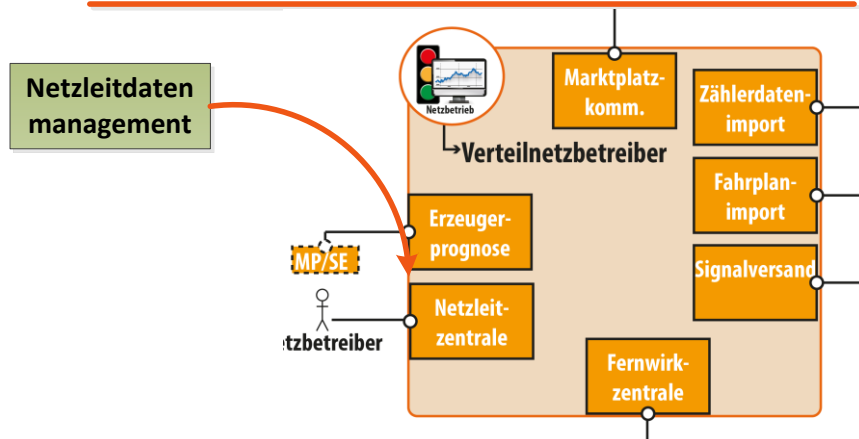 Netzleitdaten
management
Netzbetrieb
Verteilnetzbetreiber
Marktplatz-
komm.
Zählerdaten-
import
Fahrplan-
import
Signalversand
Erzeuger-
prognose
MP/SE
Netzleit-
zentrale
etzbetreiber
Fernwirk-
zentrale